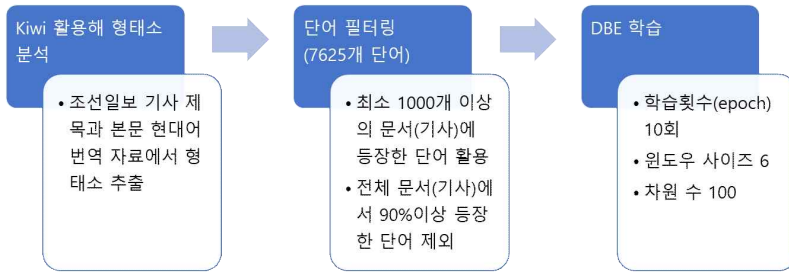 Kiwi 활용해 형태소
분석
• 조선일보 기사 제
목과 본문 현대어
번역 자료에서 형
태소 추출
단어 필터링
(7625개 단어)
• 최소 1000개 이상
의 문서(기사)에
등장한 단어 활용
• 전체 문서(기사)에
서 90%이상 등장
한 단어 제외
DBE 학습
• 학습횟수(epoch)
10회
• 윈도우 사이즈 6
• 차원 수 100